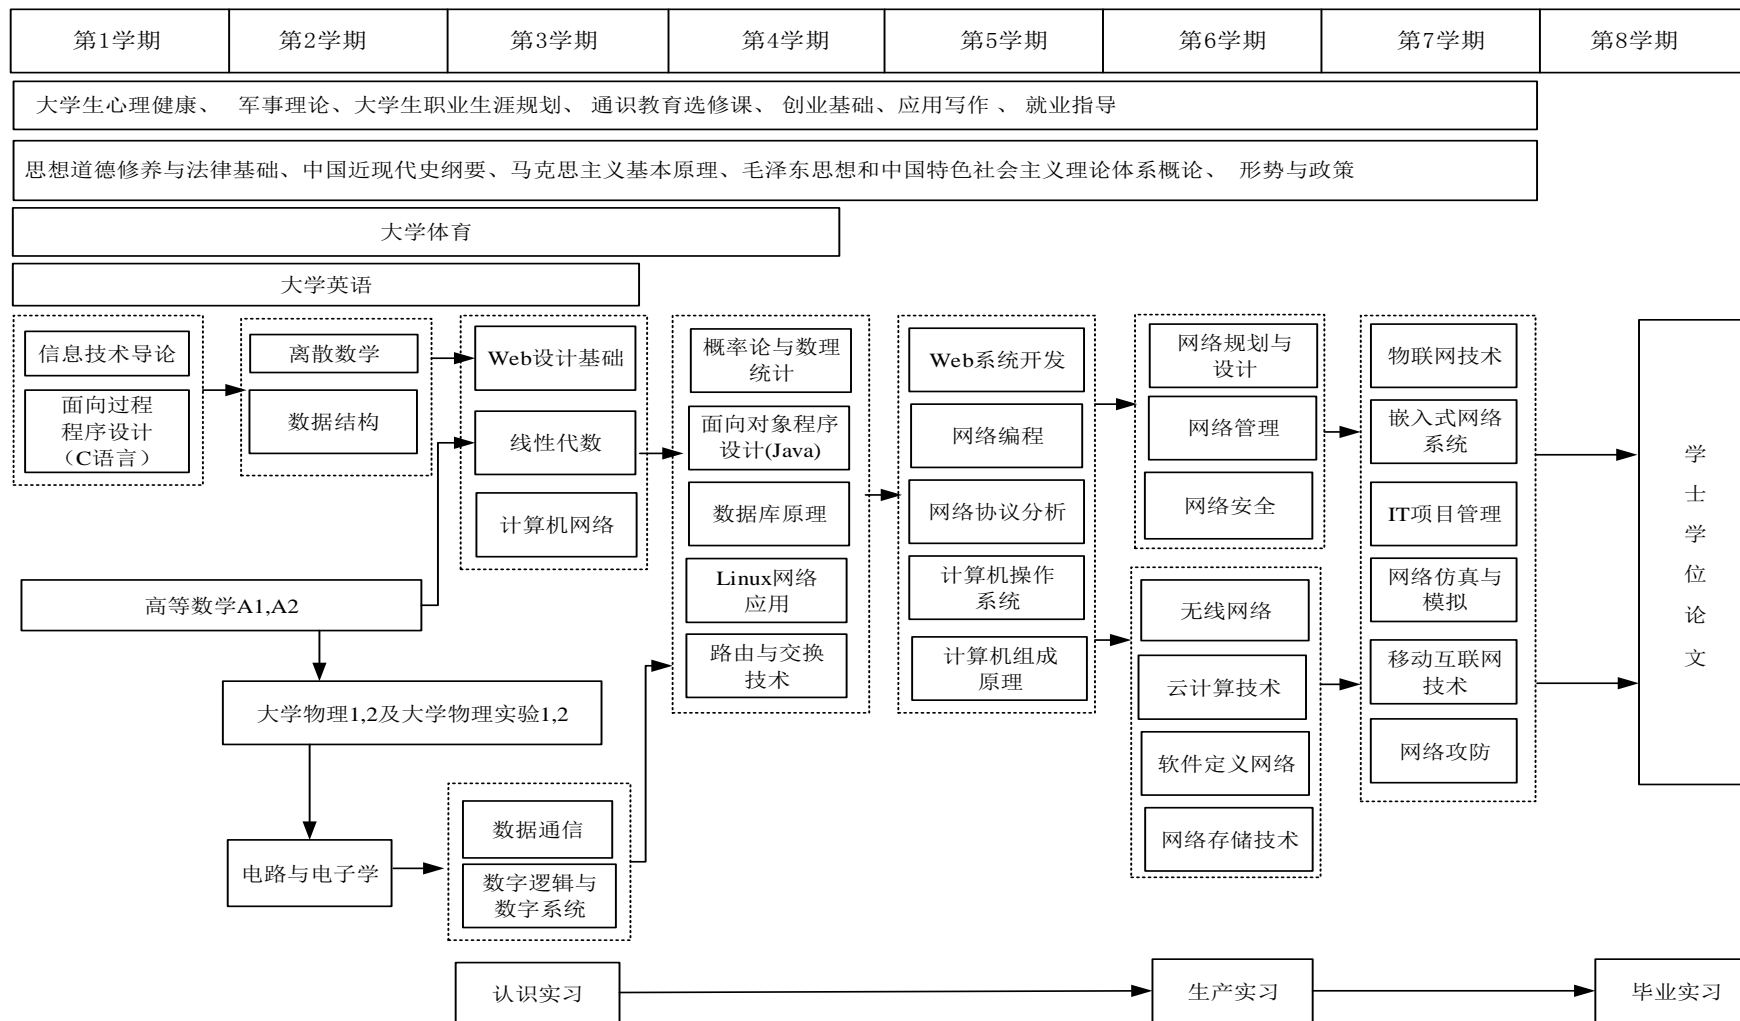 第1学期
第2学期
第3学期
第4学期
第5学期
第6学期
第7学期
第8学期
大学生心理健康、 军事理论、大学生职业生涯规划、 通识教育选修课、 创业基础、应用写作 、 就业指导
思想道德修养与法律基础、中国近现代史纲要、马克思主义基本原理、毛泽东思想和中国特色社会主义理论体系概论、 形势与政策
大学体育
大学英语
信息技术导论
面向过程
程序设计
（C语言）
离散数学
数据结构
Web设计基础
线性代数
计算机网络
概率论与数理
统计
面向对象程序
设计(Java)
数据库原理
Linux网络
应用
路由与交换
技术
Web系统开发
网络编程
网络协议分析
计算机操作
系统
计算机组成
原理
网络规划与
设计
网络管理
网络安全
无线网络
云计算技术
软件定义网络
网络存储技术
物联网技术
嵌入式网络
系统
IT项目管理
网络仿真与
模拟
移动互联网
技术
网络攻防
学
士
学
位
论
文
高等数学A1,A2
大学物理1,2及大学物理实验1,2
电路与电子学
数据通信
数字逻辑与
数字系统
认识实习
生产实习
毕业实习